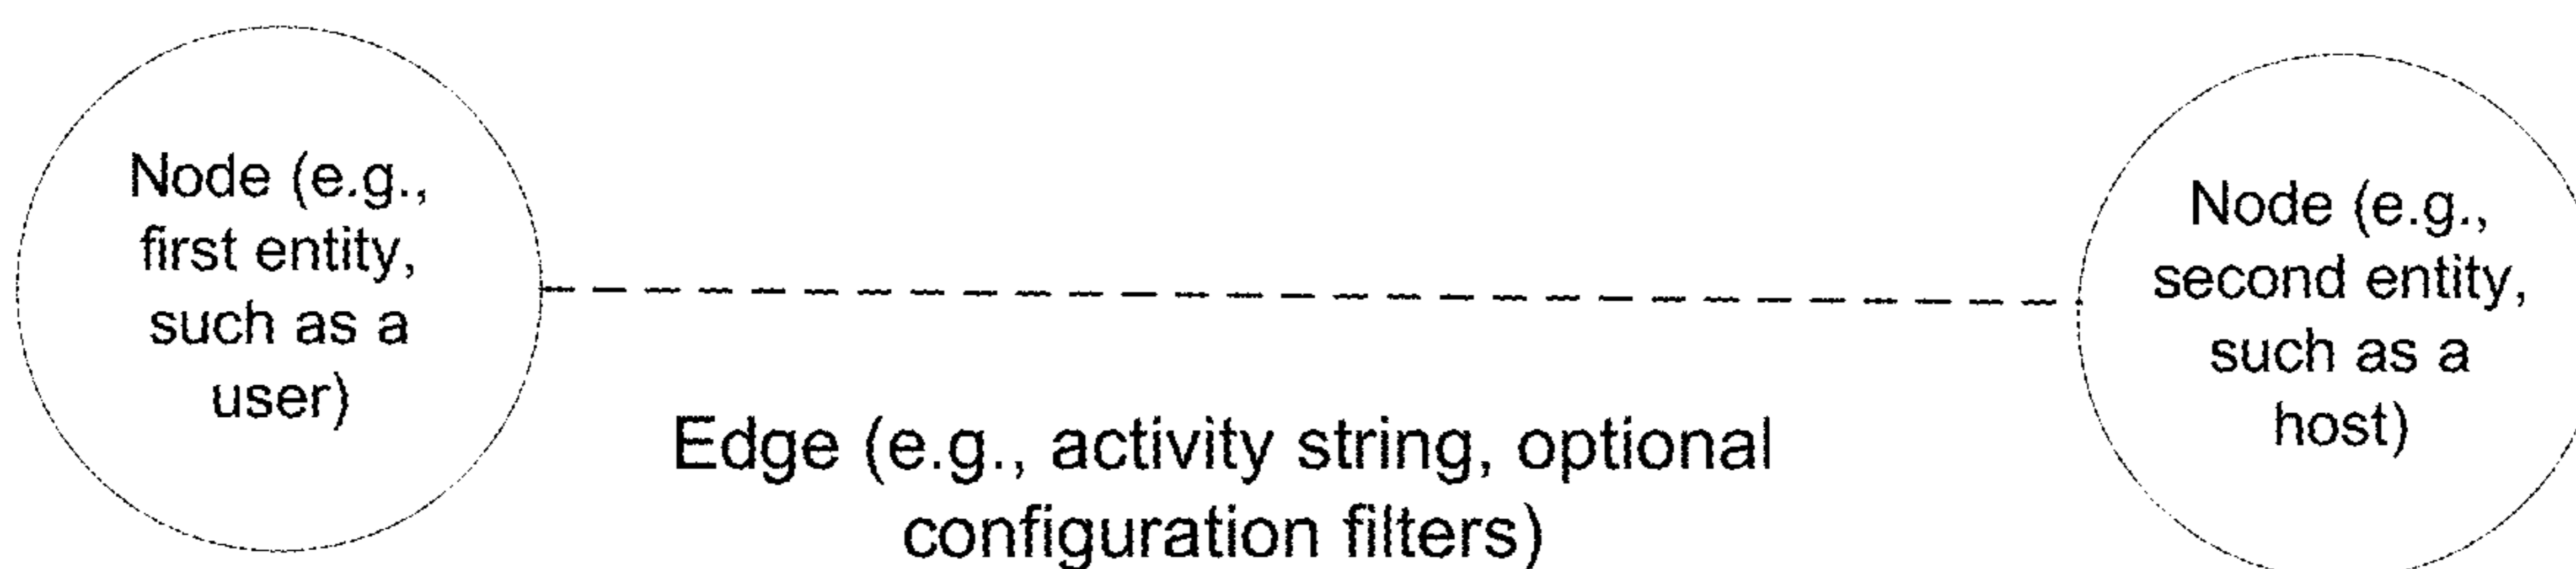 Node (e.g.,
first entity,
such as a
user)
Edge (e.g., activity string, optional
configuration filters)
Node (e.g.,
second entity,
such as a
host)